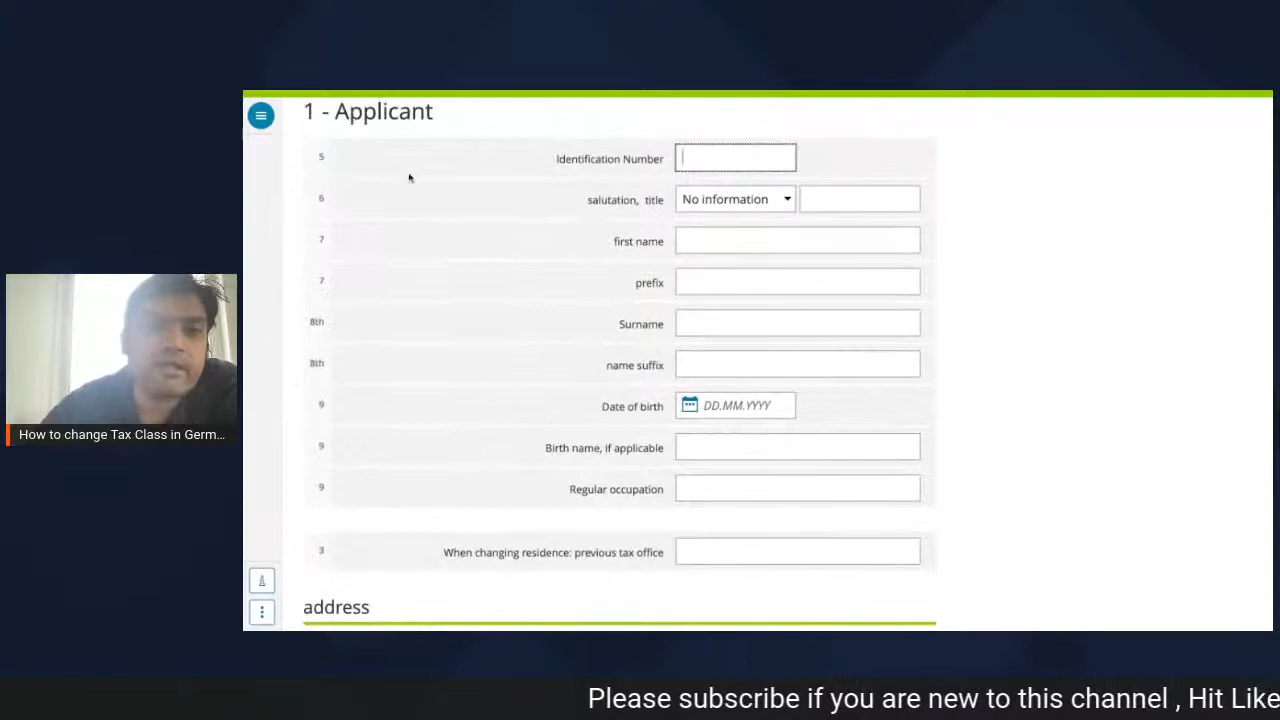 1 - Applicant
5 Identification Number
6 salutation, title No information
7 first name
7 prefix
8th Surname
8th name suffix
9 Date of birth DD.MM.YYYY
9 Birth name, if applicable
9 Regular occupation
3 When changing residence: previous tax office
address
How to change Tax Class in Germ...
Please subscribe if you are new to this channel , Hit Like